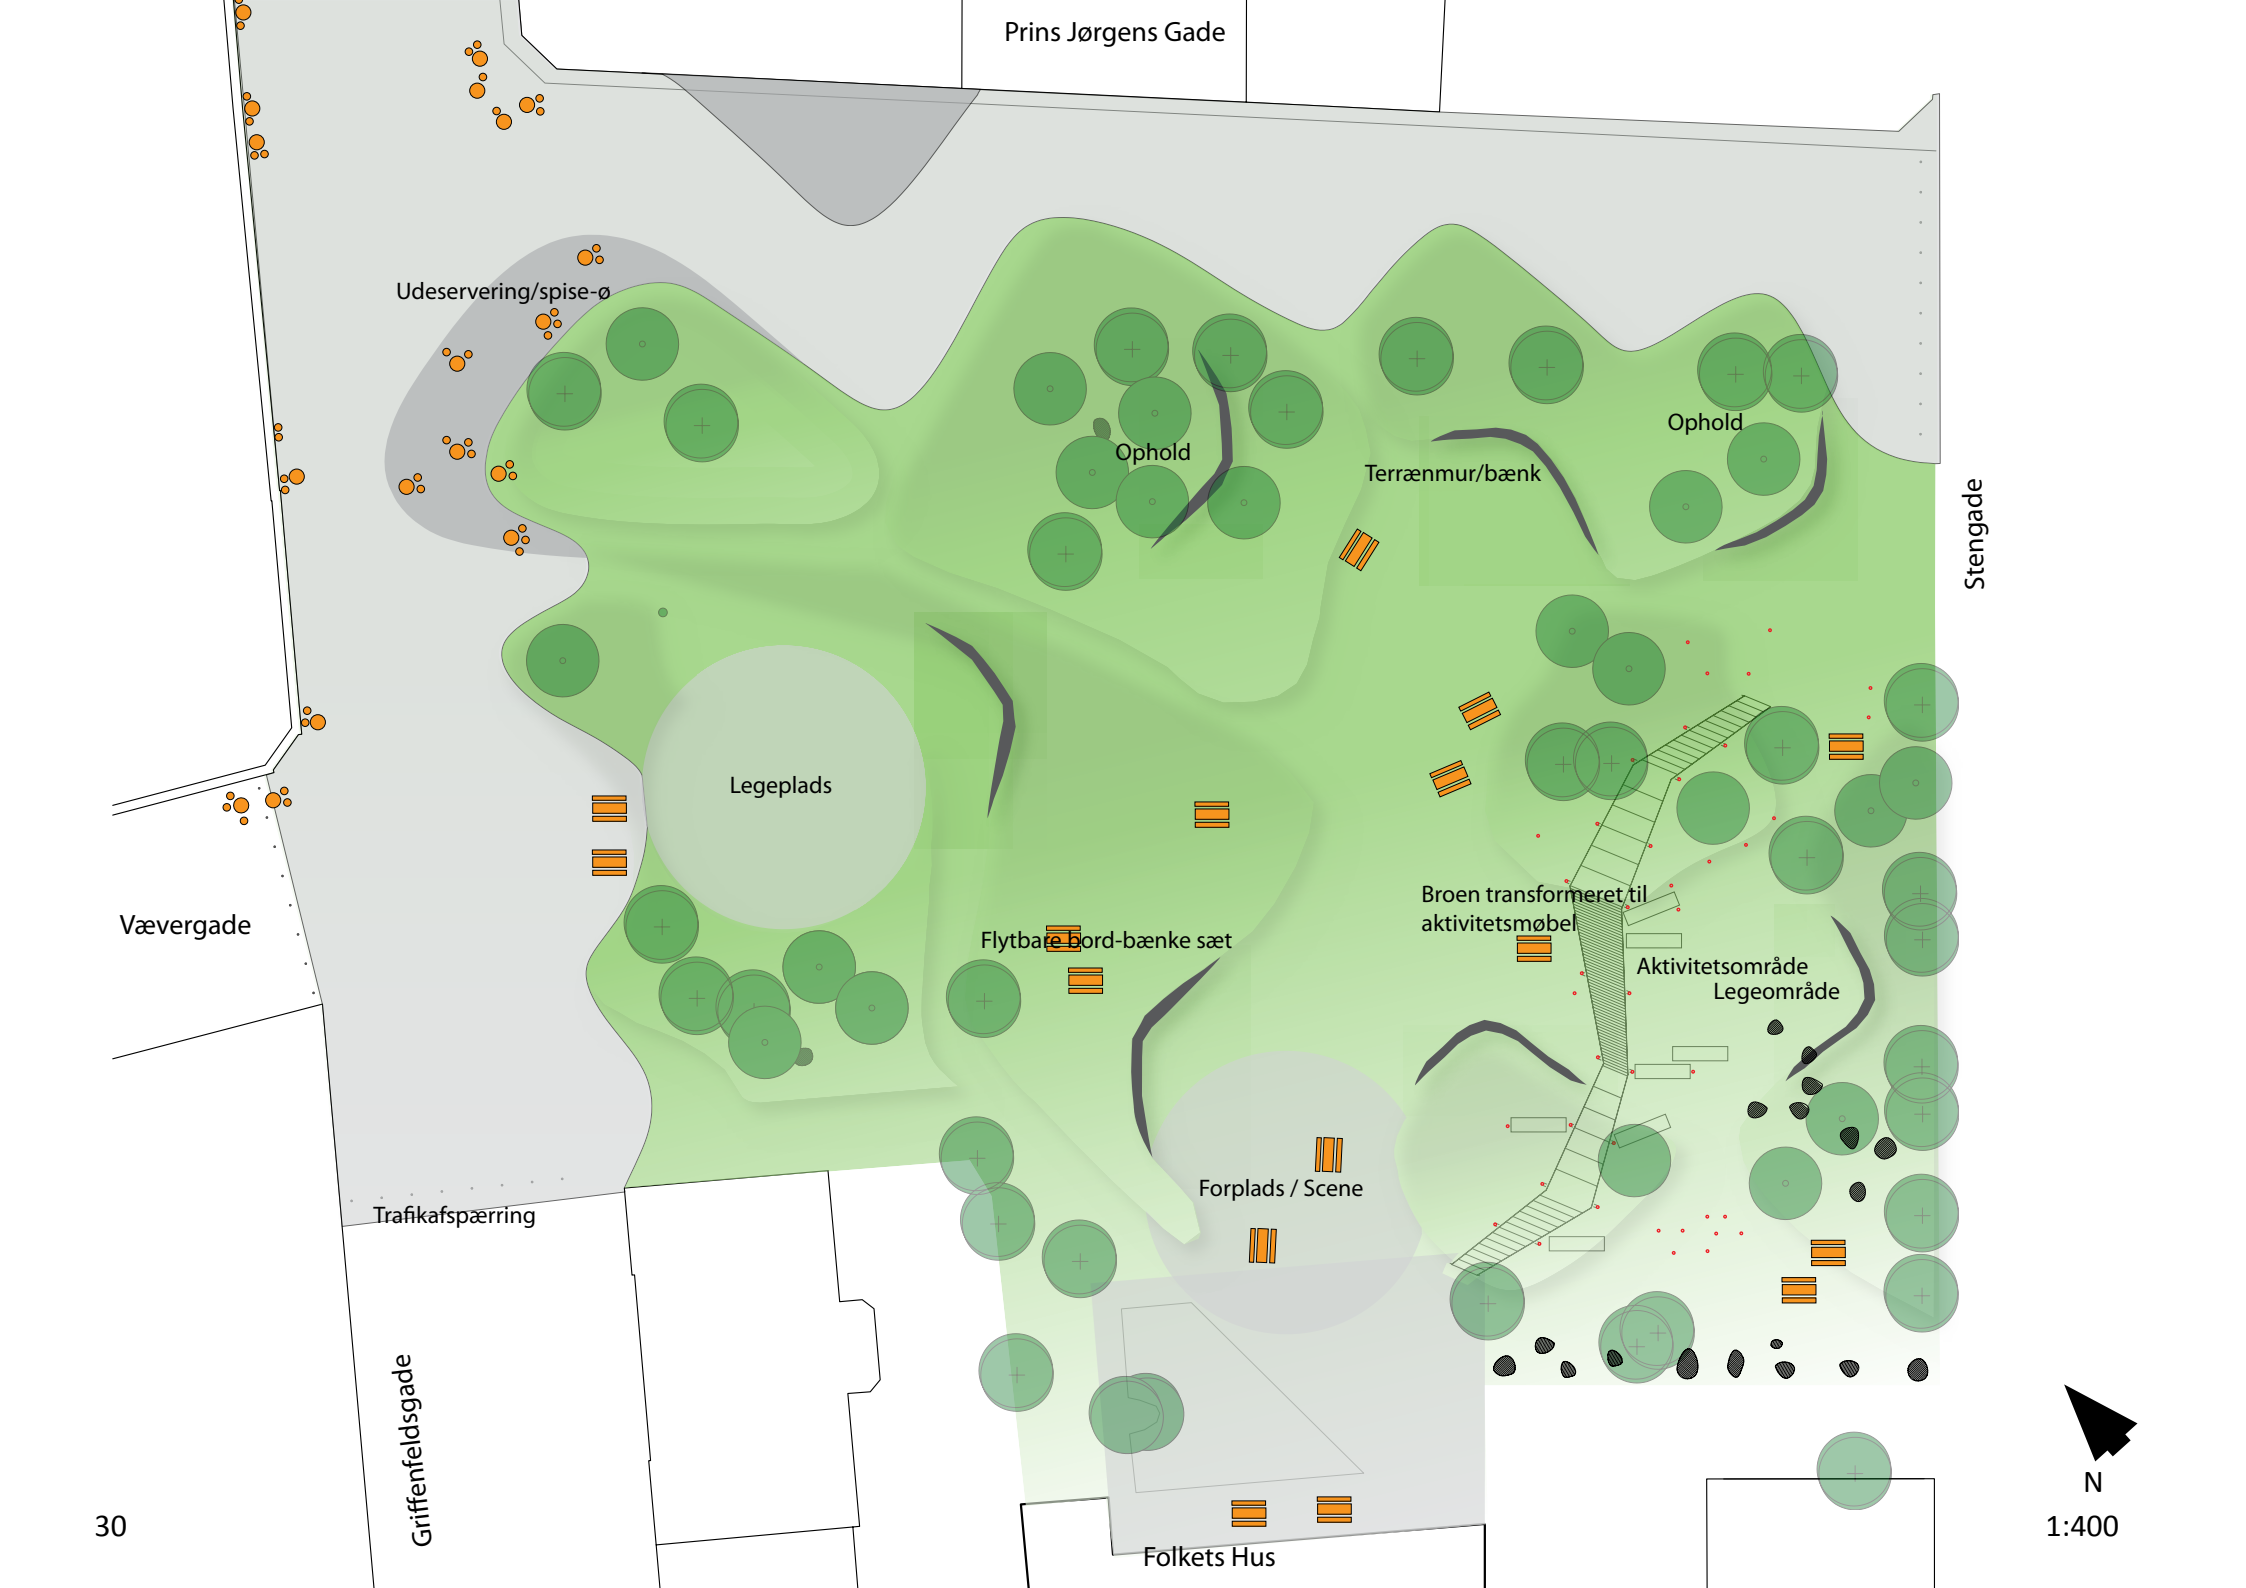 Prins Jørgens Gade
Udeservering/spise-ø
Ophold
Ophold
Terrænmur/bænk
Stengade
Legeplads
Vævergade
Broen transformeret til
aktivitetsmøbel
Flytbare bord-bænke sæt
Aktivitetsområde
Legeområde
Forplads / Scene
Trafikafspærring
Griffenfeldsgade
N
30
1:400
Folkets Hus